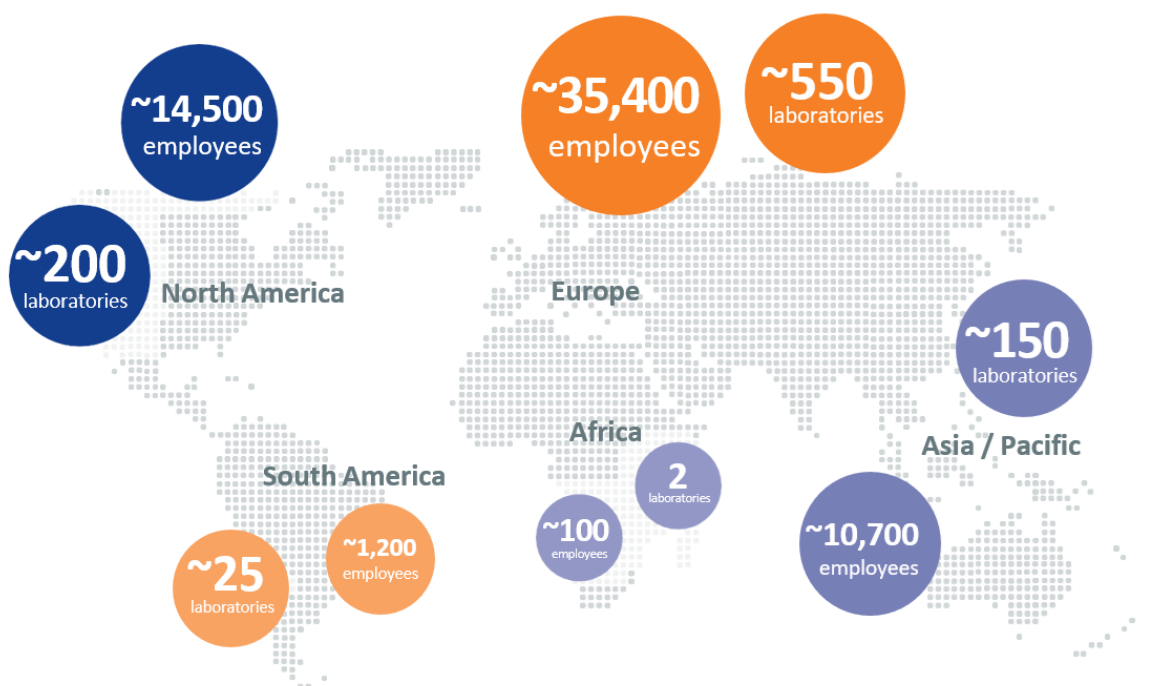 ~14,500
employees
~200
laboratories
North America
~35,400
employees
~550
laboratories
Europe
~150
laboratories
Asia / Pacific
~10,700
employees
Africa
2
laboratories
~100
employees
South America
~1,200
employees
~25
laboratories